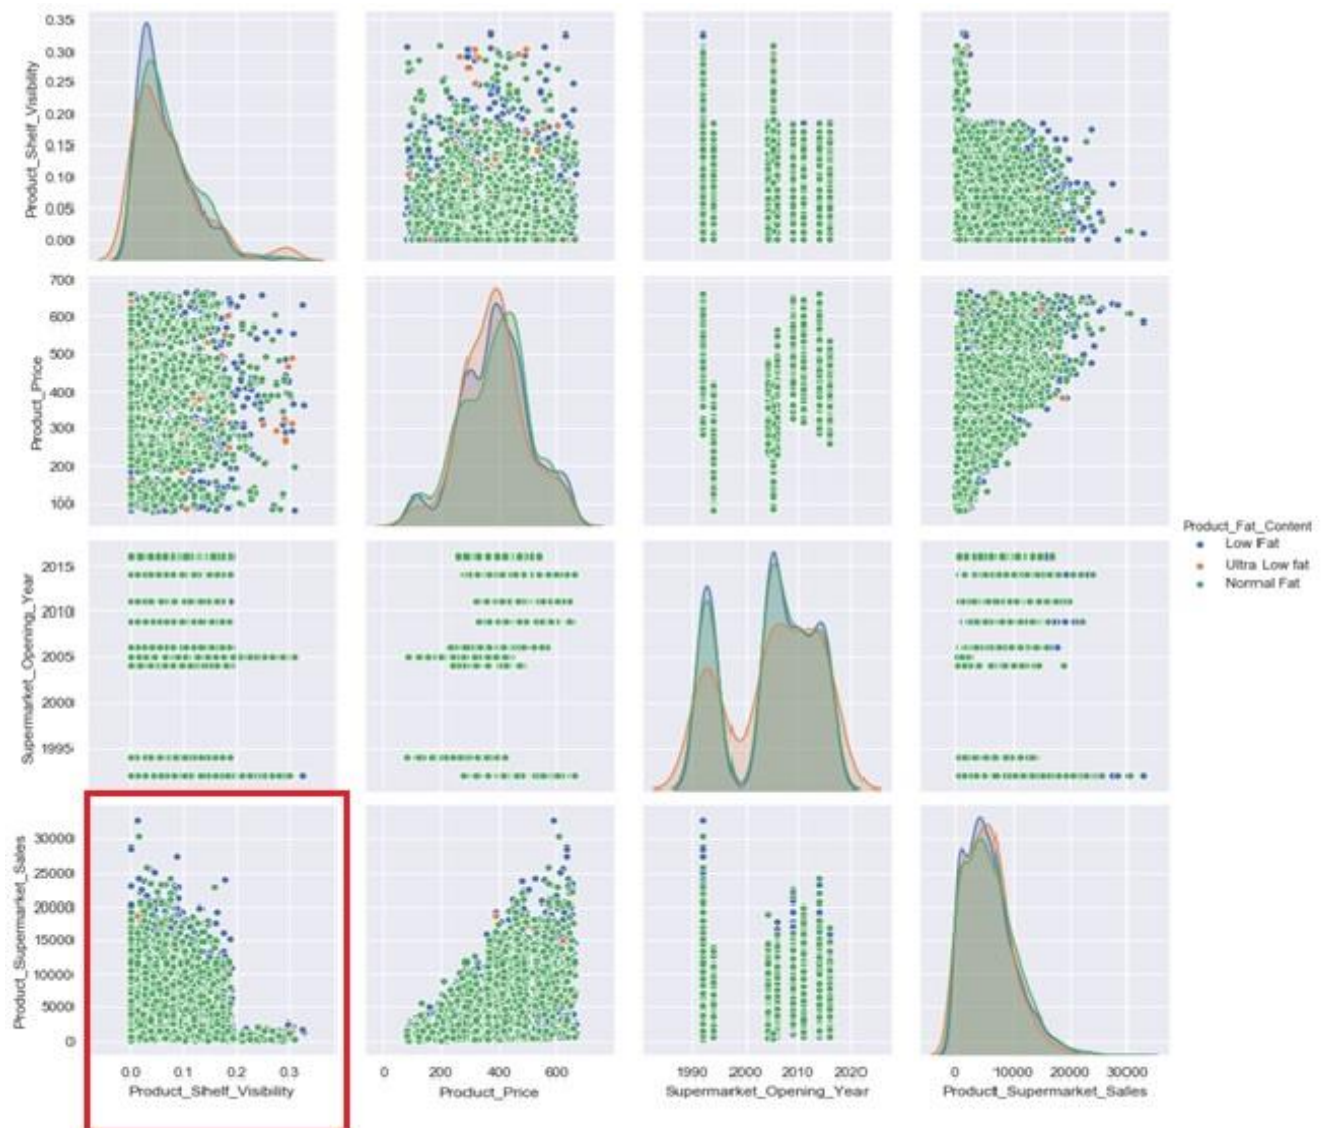 0.35
0.30
0.25
0.20
0.15
0.10
0.05
0.00
Product_Shelf_Visibility
700
600
500
400
300
200
100
Product_Price
2015
2010
2005
2000
1995
Supermarket_Opening_Year
Product_Fat_Content
Low Fat
Ultra Low fat
Normal Fat
30000
25000
20000
15000
10000
5000
0
Product_Supermarket_Sales
0.0 0.1 0.2 0.3
Product_Shelf_Visibility
0 200 400 600
Product_Price
1990 2000 2010 2020
Supermarket_Opening_Year
0 10000 20000 30000
Product_Supermarket_Sales